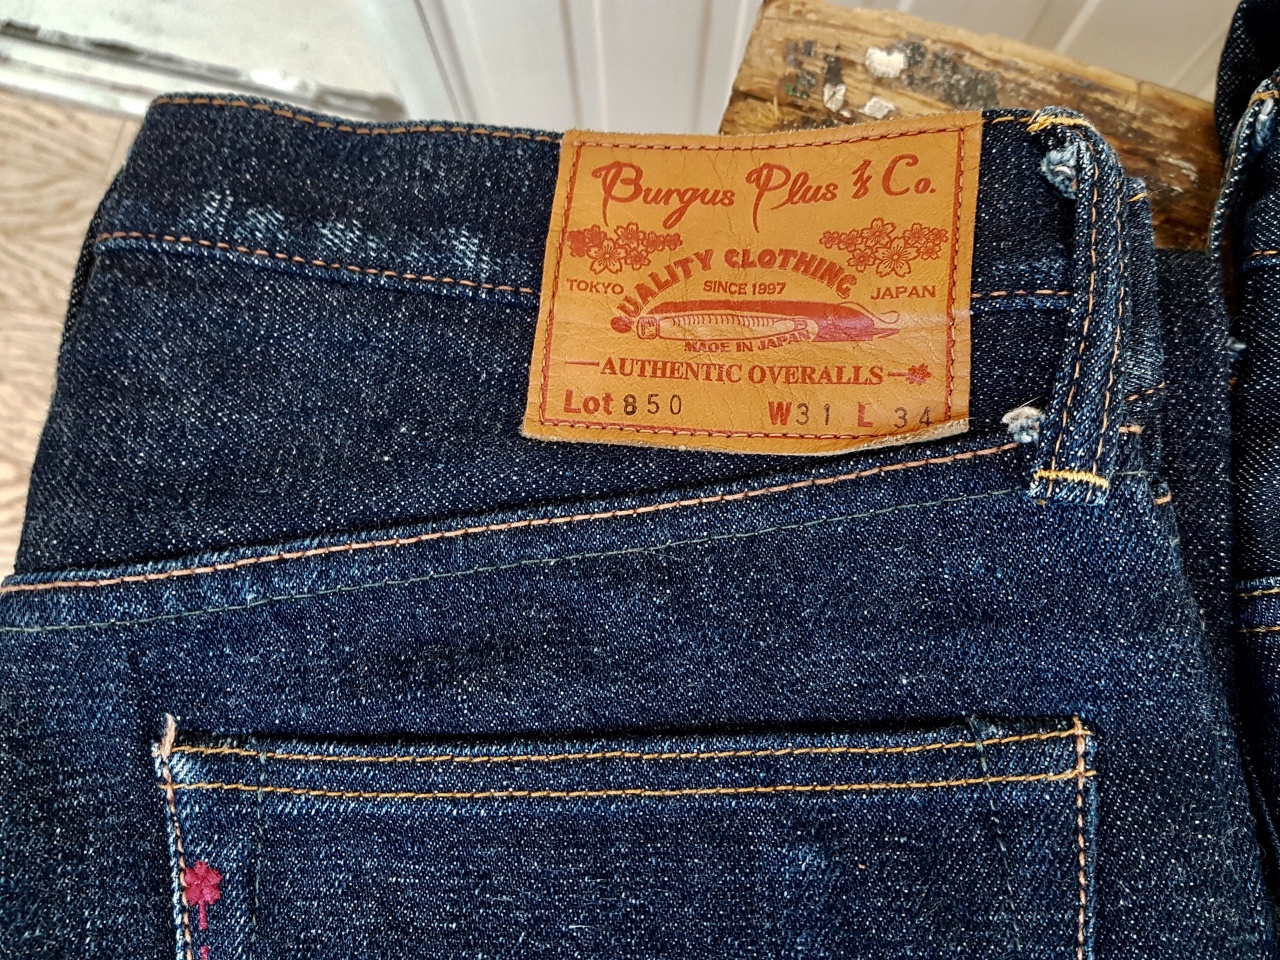 Burgus Plus & Co.
QUALITY CLOTHING
TOKYO SINCE 1997 JAPAN
MADE IN JAPAN
AUTHENTIC OVERALLS
Lot 850 W31 L 34